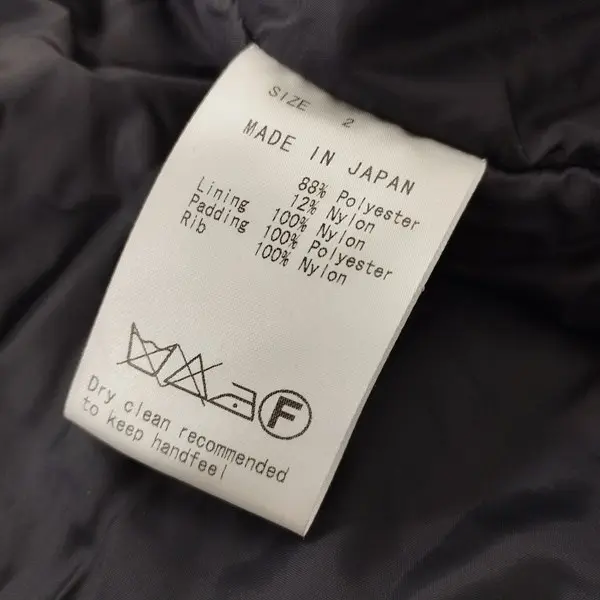 SIZE 2
MADE IN JAPAN
88% Polyester
12% Nylon
Lining 100% Nylon
Padding 100% Polyester
Rib 100% Nylon
F
Dry clean recommended
to keep handfeel